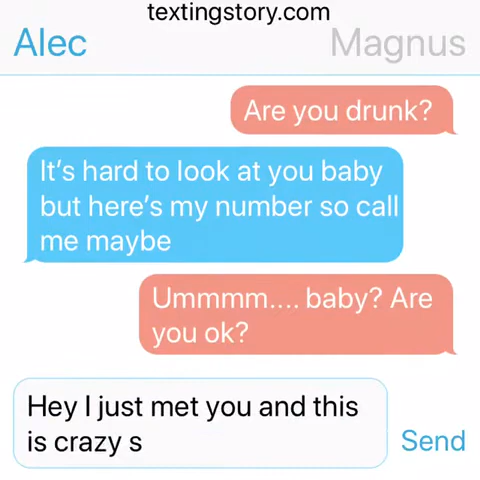 textingstory.com
Alec
Magnus
Are you drunk?
It’s hard to look at you baby
but here’s my number so call
me maybe
Ummmm.... baby? Are
you ok?
Hey I just met you and this
is crazy s
Send